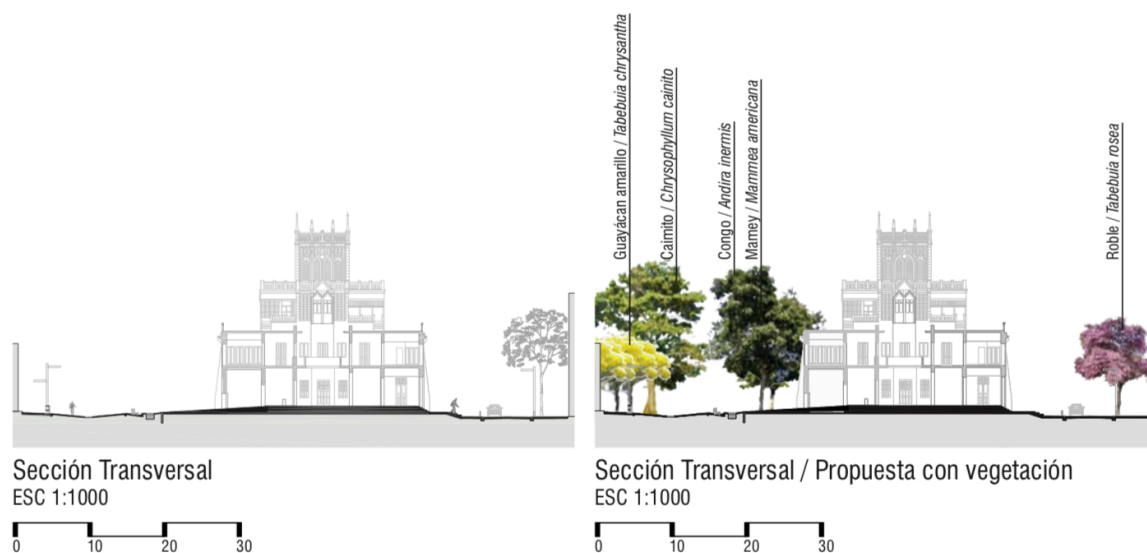 Guayácan amarillo / Tabebuia chrysantha
Caimito / Chrysophyllum cainito
Congo / Andira inermis
Mamey / Mammea americana
Roble / Tabebuia rosea
Sección Transversal
ESC 1:1000
0 10 20 30
Sección Transversal / Propuesta con vegetación
ESC 1:1000
0 10 20 30